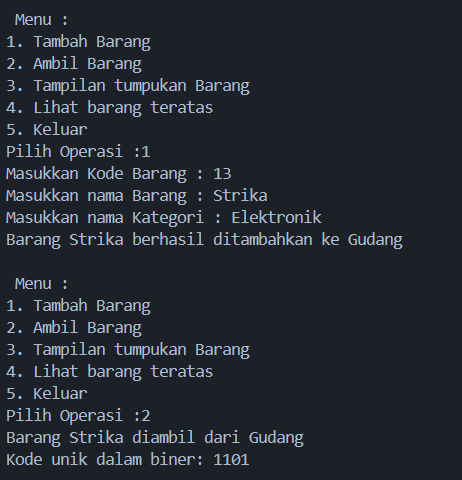 Menu :
1. Tambah Barang
2. Ambil Barang
3. Tampilan tumpukan Barang
4. Lihat barang teratas
5. Keluar
Pilih Operasi :1
Masukkan Kode Barang : 13
Masukkan nama Barang : Strika
Masukkan nama Kategori : Elektronik
Barang Strika berhasil ditambahkan ke Gudang

Menu :
1. Tambah Barang
2. Ambil Barang
3. Tampilan tumpukan Barang
4. Lihat barang teratas
5. Keluar
Pilih Operasi :2
Barang Strika diambil dari Gudang
Kode unik dalam biner: 1101